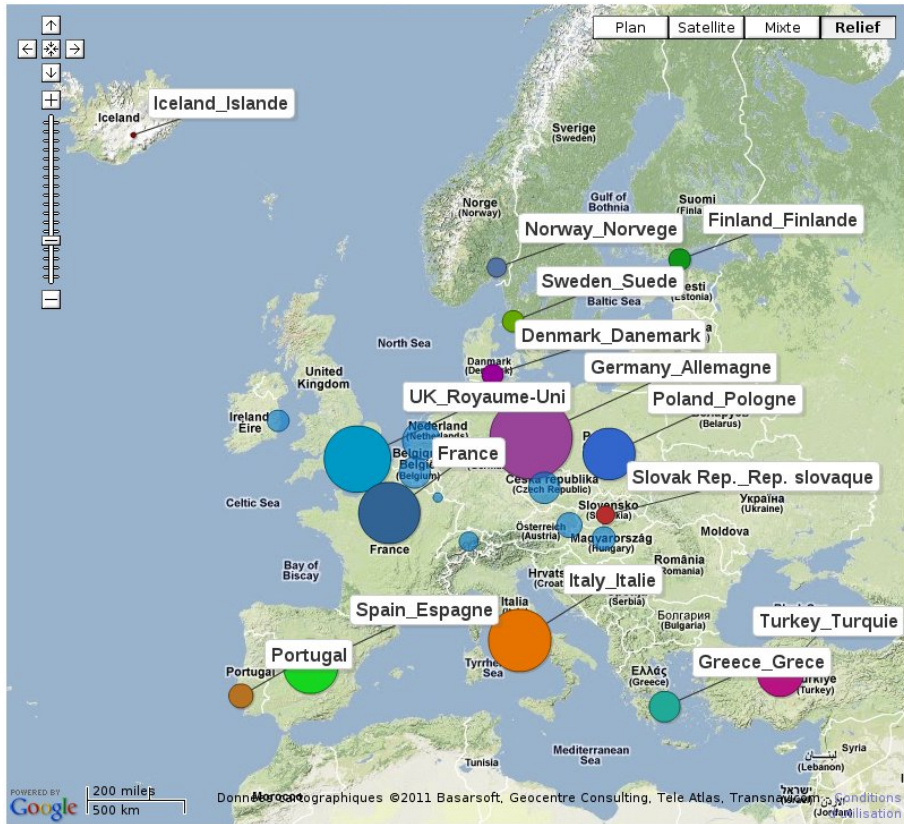 Plan
Satellite
Mixte
Relief
Iceland_Islande
Iceland
Sverige
(Sweden)
Gulf of
Bothnia
Suomi
Norge
(Norway)
Finland_Finlande
Norway_Norvege
Sweden_Suede
(Estonia)
Baltic Sea
North Sea
Denmark_Danemark
Danmark
United
Kingdom
Germany_Allemagne
UK_Royaume-Uni
Poland_Pologne
(Belarus)
Ireland
Éire
Nederland
France
(Belgium)
Česká republika
(Czech Republic)
Slovak Rep._Rep. slovaque
Celtic Sea
Slovensko
Україна
(Ukraine)
Österreich
(Austria)
Magyarország
(Hungary)
Moldova
France
Bay of
Biscay
România
(Romania)
Italy_Italie
Italia
България
(Bulgaria)
Spain_Espagne
Turkey_Turquie
Portugal
Portugal
Greece_Grece
Ελλάς
(Greece)
(Turkey)
Sea
Mediterranean
Sea
Syria
(Lebanon)
Tunisia
Morocco
(Jordan)
200 miles
500 km
POWERED BY
Google
Données cartographiques ©2011 Basarsoft, Geocentre Consulting, Tele Atlas, Transnavicom - Conditions
d'utilisation